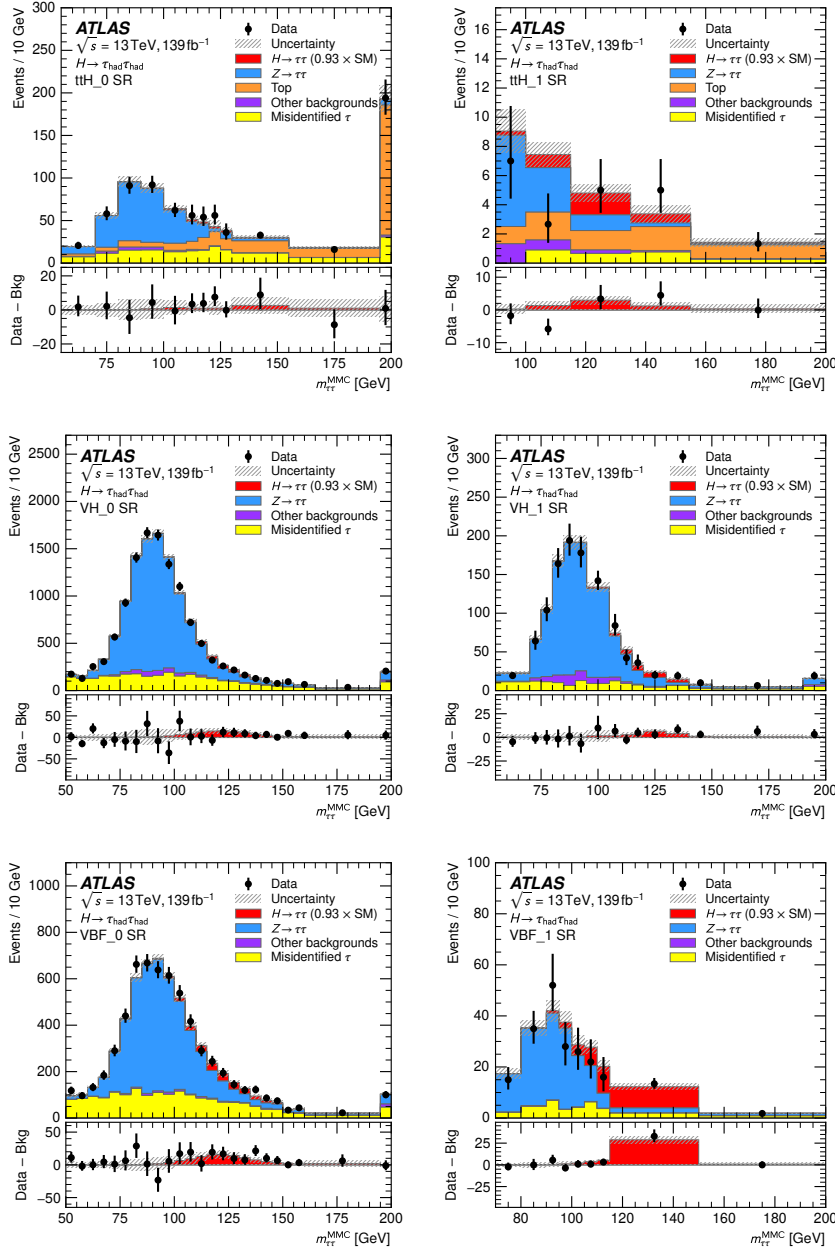 ATLAS
√s = 13 TeV, 139 fb⁻¹
H → τhadτhad
ttH_0 SR
Data
Uncertainty
H → ττ (0.93 × SM)
Z → ττ
Top
Other backgrounds
Misidentified τ
Events / 10 GeV
300
250
200
150
100
50
0
Data − Bkg
20
0
−20
75
100
125
150
175
200
mττMMC [GeV]
ATLAS
√s = 13 TeV, 139 fb⁻¹
H → τhadτhad
ttH_1 SR
Data
Uncertainty
H → ττ (0.93 × SM)
Z → ττ
Top
Other backgrounds
Misidentified τ
Events / 10 GeV
16
14
12
10
8
6
4
2
0
Data − Bkg
10
0
−10
100
120
140
160
180
200
mττMMC [GeV]
ATLAS
√s = 13 TeV, 139 fb⁻¹
H → τhadτhad
VH_0 SR
Data
Uncertainty
H → ττ (0.93 × SM)
Z → ττ
Other backgrounds
Misidentified τ
Events / 10 GeV
2500
2000
1500
1000
500
0
Data − Bkg
50
0
−50
50
75
100
125
150
175
200
mττMMC [GeV]
ATLAS
√s = 13 TeV, 139 fb⁻¹
H → τhadτhad
VH_1 SR
Data
Uncertainty
H → ττ (0.93 × SM)
Z → ττ
Other backgrounds
Misidentified τ
Events / 10 GeV
300
250
200
150
100
50
0
Data − Bkg
25
0
−25
75
100
125
150
175
200
mττMMC [GeV]
ATLAS
√s = 13 TeV, 139 fb⁻¹
H → τhadτhad
VBF_0 SR
Data
Uncertainty
H → ττ (0.93 × SM)
Z → ττ
Other backgrounds
Misidentified τ
Events / 10 GeV
1000
800
600
400
200
0
Data − Bkg
50
0
−50
50
75
100
125
150
175
200
mττMMC [GeV]
ATLAS
√s = 13 TeV, 139 fb⁻¹
H → τhadτhad
VBF_1 SR
Data
Uncertainty
H → ττ (0.93 × SM)
Z → ττ
Other backgrounds
Misidentified τ
Events / 10 GeV
100
80
60
40
20
0
Data − Bkg
25
0
−25
80
100
120
140
160
180
200
mττMMC [GeV]